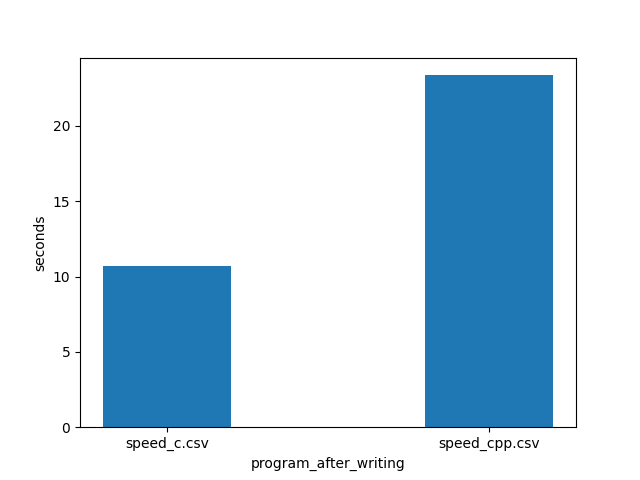 20
15
10
5
0
seconds
speed_c.csv
speed_cpp.csv
program_after_writing